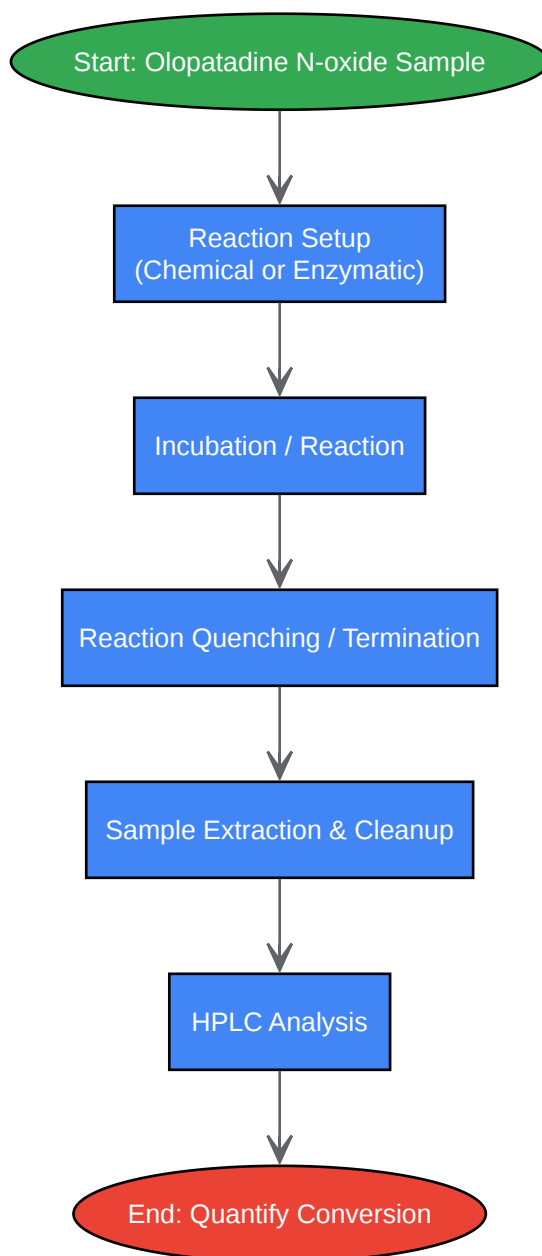 Start: Olopatadine N-oxide Sample
Reaction Setup
(Chemical or Enzymatic)
Incubation / Reaction
Reaction Quenching / Termination
Sample Extraction & Cleanup
HPLC Analysis
End: Quantify Conversion